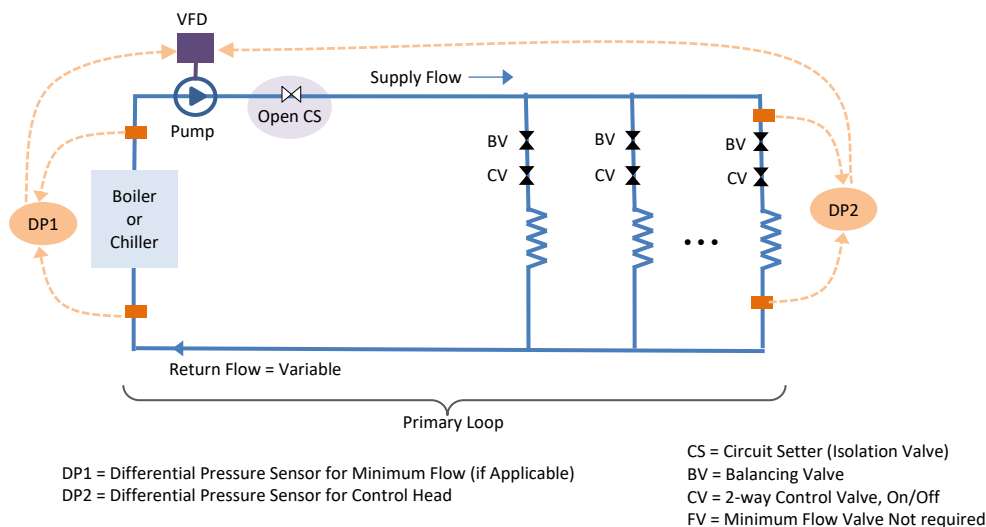 VFD
Supply Flow
Pump
Open CS
BV
BV
BV
CV
CV
CV
Boiler
or
Chiller
DP1
DP2
...
Return Flow = Variable
Primary Loop
DP1 = Differential Pressure Sensor for Minimum Flow (if Applicable)
DP2 = Differential Pressure Sensor for Control Head
CS = Circuit Setter (Isolation Valve)
BV = Balancing Valve
CV = 2-way Control Valve, On/Off
FV = Minimum Flow Valve Not required